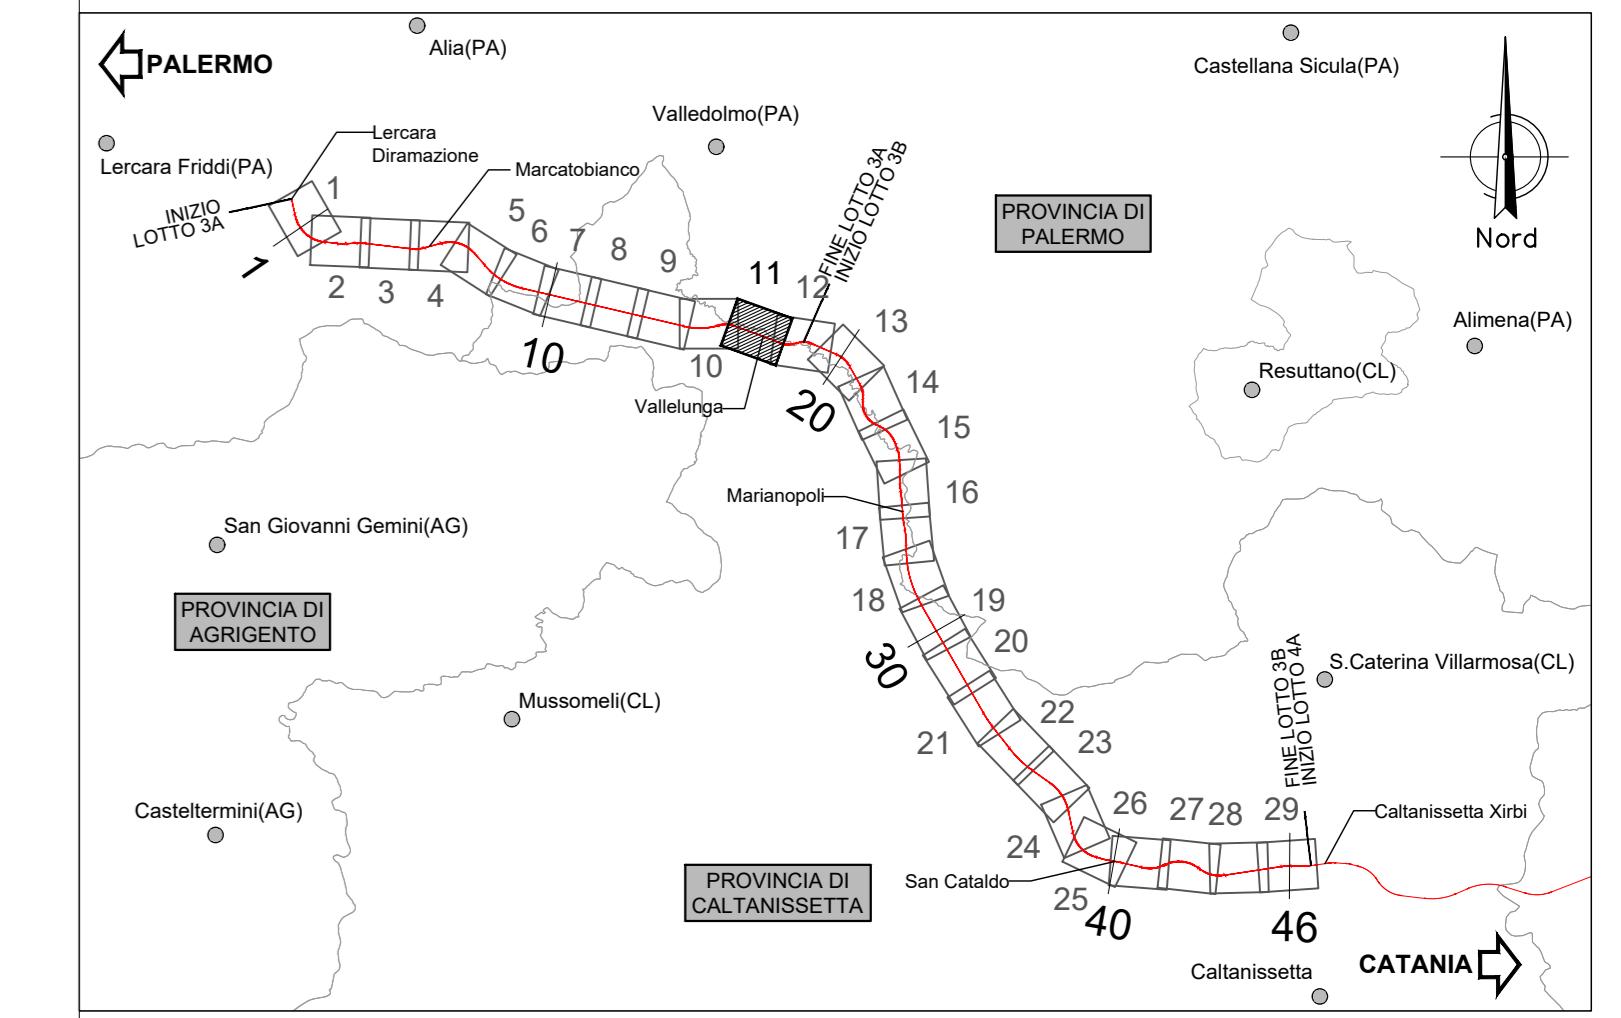 Alia(PA)
PALERMO
Castellana Sicula(PA)
Valledolmo(PA)
Lercara
Diramazione
Lercara Friddi(PA)
Marcatobianco
INIZIO
LOTTO 3A
FINE LOTTO 3A
INIZIO LOTTO 3B
PROVINCIA DI
PALERMO
Nord
1
5
6
7
8
9
11
12
13
1
2
3
4
10
10
20
14
15
Vallelunga
Alimena(PA)
Resuttano(CL)
Marianopoli
16
17
San Giovanni Gemini(AG)
PROVINCIA DI
AGRIGENTO
18
19
20
30
FINE LOTTO 3B
INIZIO LOTTO 4A
S.Caterina Villarmosa(CL)
Mussomeli(CL)
21
22
23
Casteltermini(AG)
24
25
26
27
28
29
Caltanissetta Xirbi
PROVINCIA DI
CALTANISSETTA
San Cataldo
40
46
CATANIA
Caltanissetta